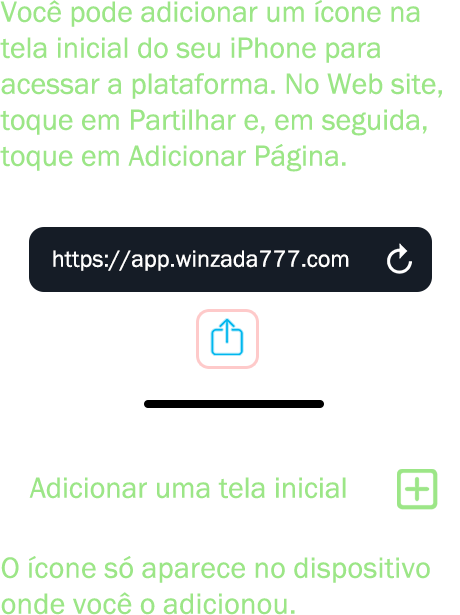 Você pode adicionar um ícone na
tela inicial do seu iPhone para
acessar a plataforma. No Web site,
toque em Partilhar e, em seguida,
toque em Adicionar Página.
https://app.winzada777.com
Adicionar uma tela inicial
O ícone só aparece no dispositivo
onde você o adicionou.